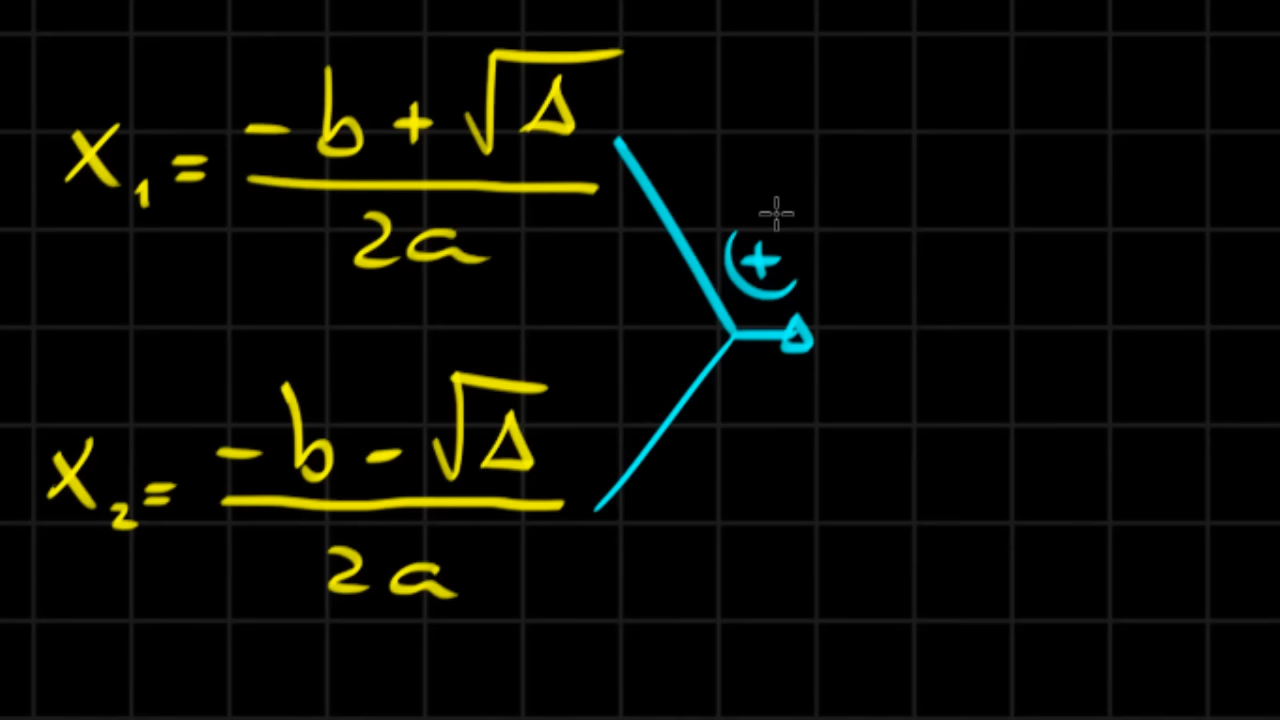 x₁ = (-b + √Δ) / 2a
(+
x₂ = (-b - √Δ) / 2a